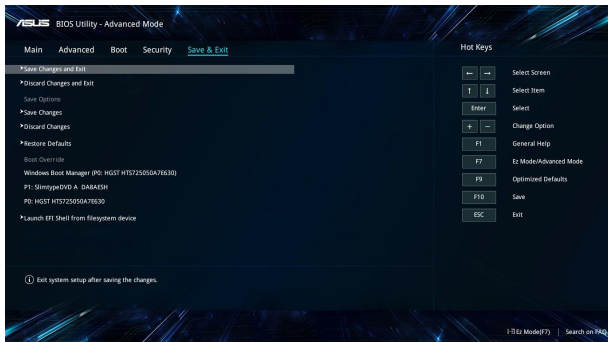 ASUS BIOS Utility - Advanced Mode
Main Advanced Boot Security Save & Exit
Hot Keys
Save Changes and Exit
Discard Changes and Exit
Save Options
Save Changes
Discard Changes
Restore Defaults
Boot Override
Windows Boot Manager (P0: HGST HTS725050A7E630)
P1: SlimtypeDVD A DA8AESH
P0: HGST HTS725050A7E630
Launch EFI Shell from filesystem device
← → Select Screen
↑ ↓ Select Item
Enter Select
+ − Change Option
F1 General Help
F7 Ez Mode/Advanced Mode
F9 Optimized Defaults
F10 Save
ESC Exit
Exit system setup after saving the changes.
Ez Mode(F7) | Search on FAQ